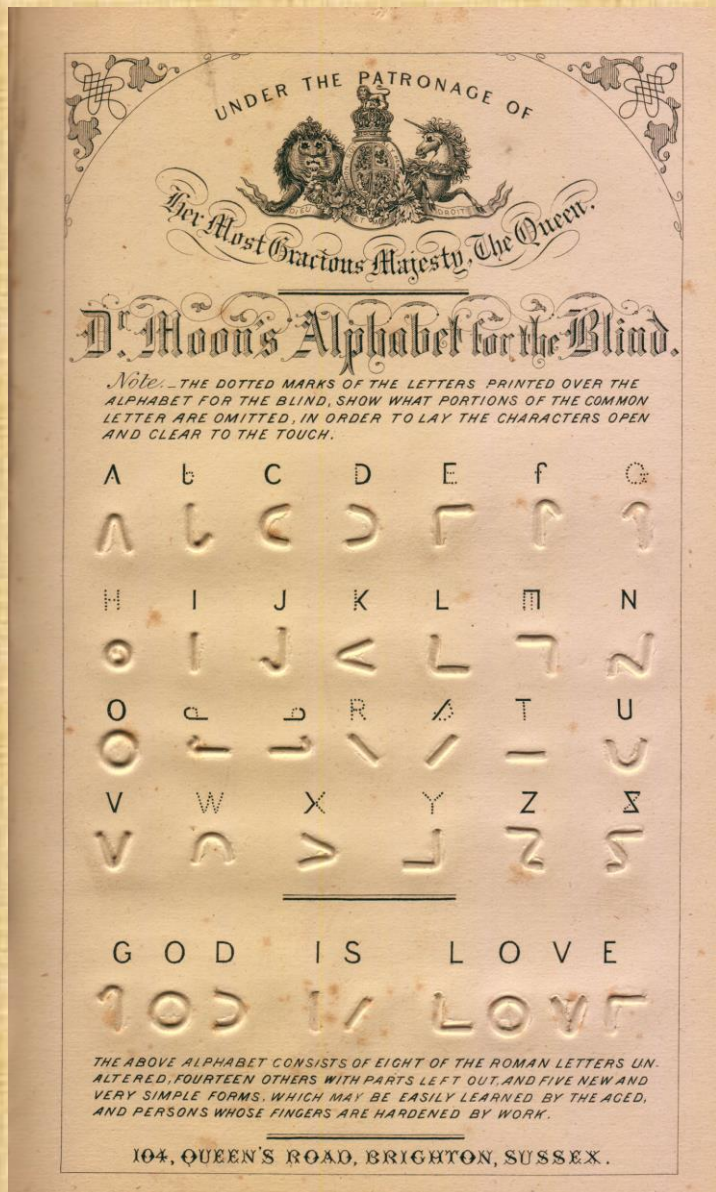 UNDER THE PATRONAGE OF
DIEU ET DROIT
Her Most Gracious Majesty, The Queen.
Dr. Moon's Alphabet for the Blind.
Note._THE DOTTED MARKS OF THE LETTERS PRINTED OVER THE
ALPHABET FOR THE BLIND, SHOW WHAT PORTIONS OF THE COMMON
LETTER ARE OMITTED, IN ORDER TO LAY THE CHARACTERS OPEN
AND CLEAR TO THE TOUCH.
A b C D E f G
H I J K L M N
O P Q R S T U
V W X Y Z &
GOD IS LOVE
THE ABOVE ALPHABET CONSISTS OF EIGHT OF THE ROMAN LETTERS UN-
ALTERED, FOURTEEN OTHERS WITH PARTS LEFT OUT, AND FIVE NEW AND
VERY SIMPLE FORMS, WHICH MAY BE EASILY LEARNED BY THE AGED,
AND PERSONS WHOSE FINGERS ARE HARDENED BY WORK.
104, QUEEN'S ROAD, BRIGHTON, SUSSEX.